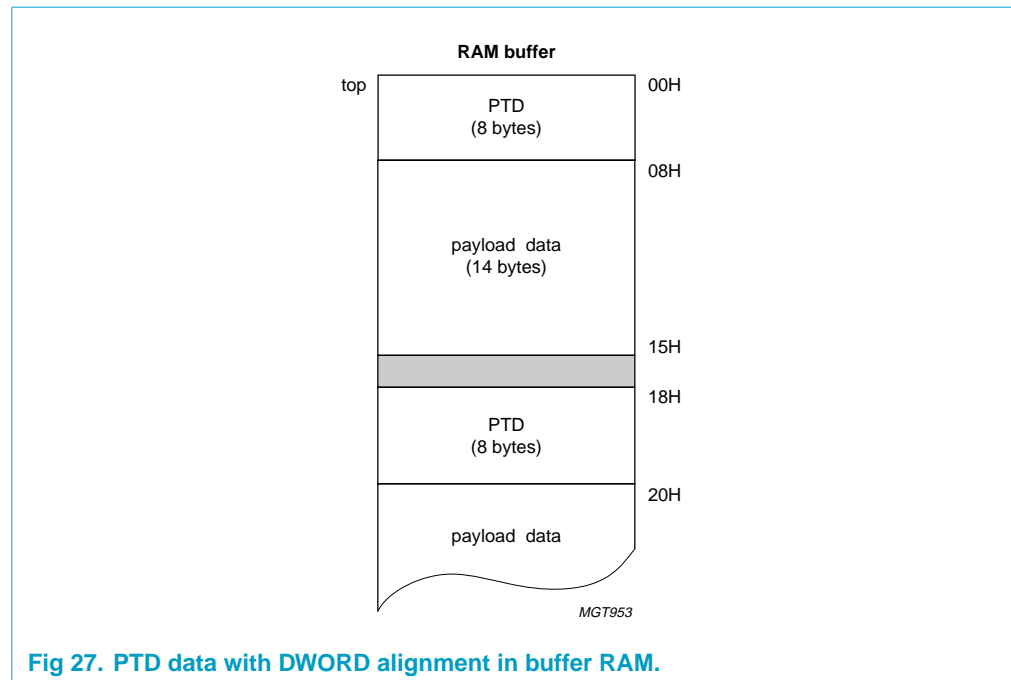 RAM buffer
top
00H
PTD
(8 bytes)
08H
payload data
(14 bytes)
15H
18H
PTD
(8 bytes)
20H
payload data
MGT953
Fig 27. PTD data with DWORD alignment in buffer RAM.